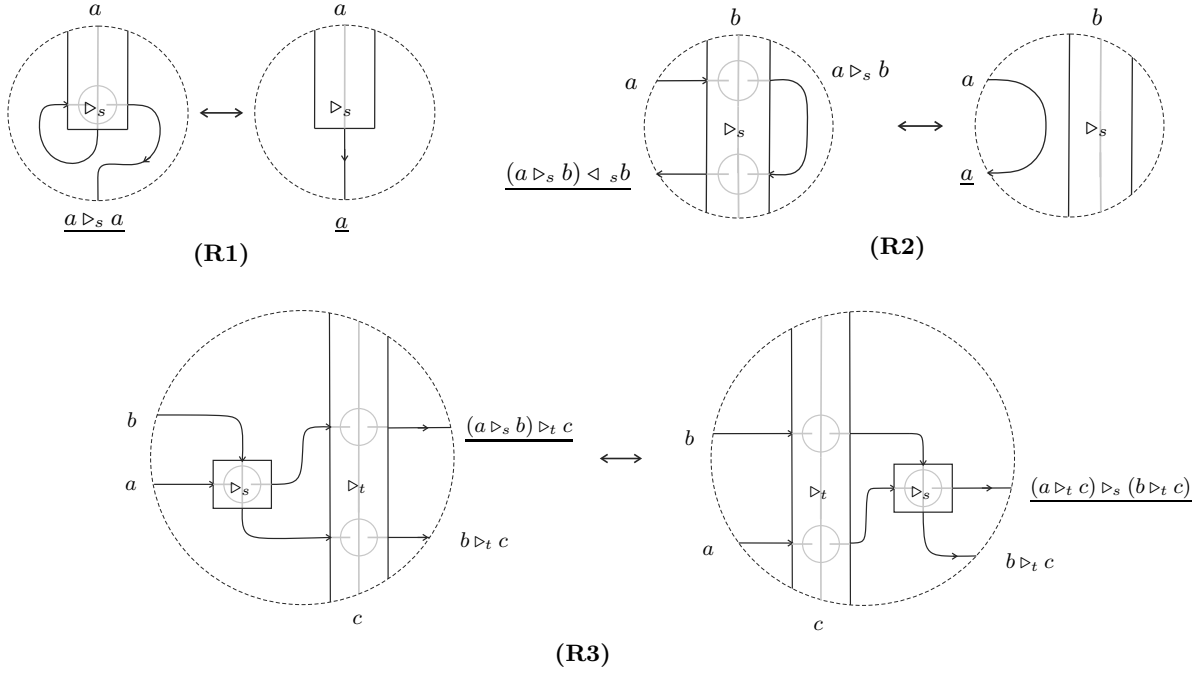 a
▷ₛ
a ▷ₛ a
a
▷ₛ
a
(R1)
b
a
a ▷ₛ b
▷ₛ
(a ▷ₛ b) ◁ ₛb
b
a
▷ₛ
a
(R2)
b
a
▷ₛ
▷ₜ
(a ▷ₛ b) ▷ₜ c
b ▷ₜ c
c
b
a
▷ₜ
▷ₛ
(a ▷ₜ c) ▷ₛ (b ▷ₜ c)
b ▷ₜ c
c
(R3)